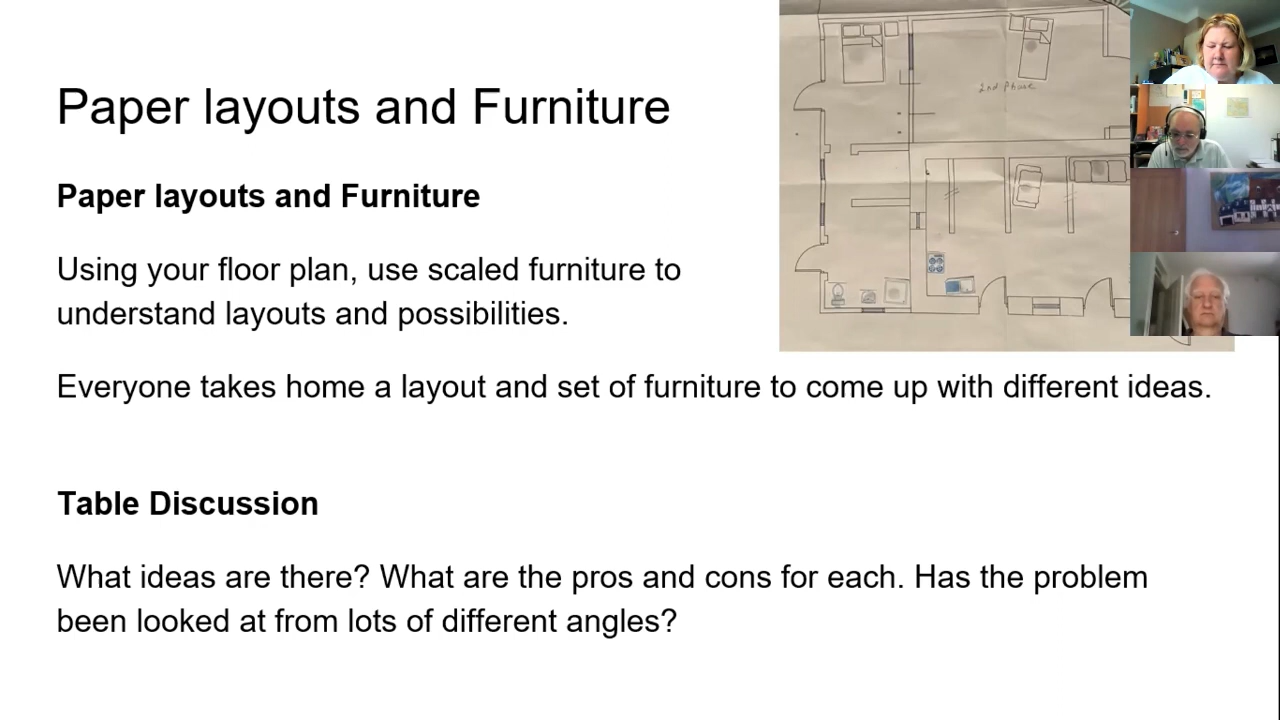 Paper layouts and Furniture
Paper layouts and Furniture
Using your floor plan, use scaled furniture to
understand layouts and possibilities.
Everyone takes home a layout and set of furniture to come up with different ideas.
Table Discussion
What ideas are there? What are the pros and cons for each. Has the problem
been looked at from lots of different angles?
2nd Phase